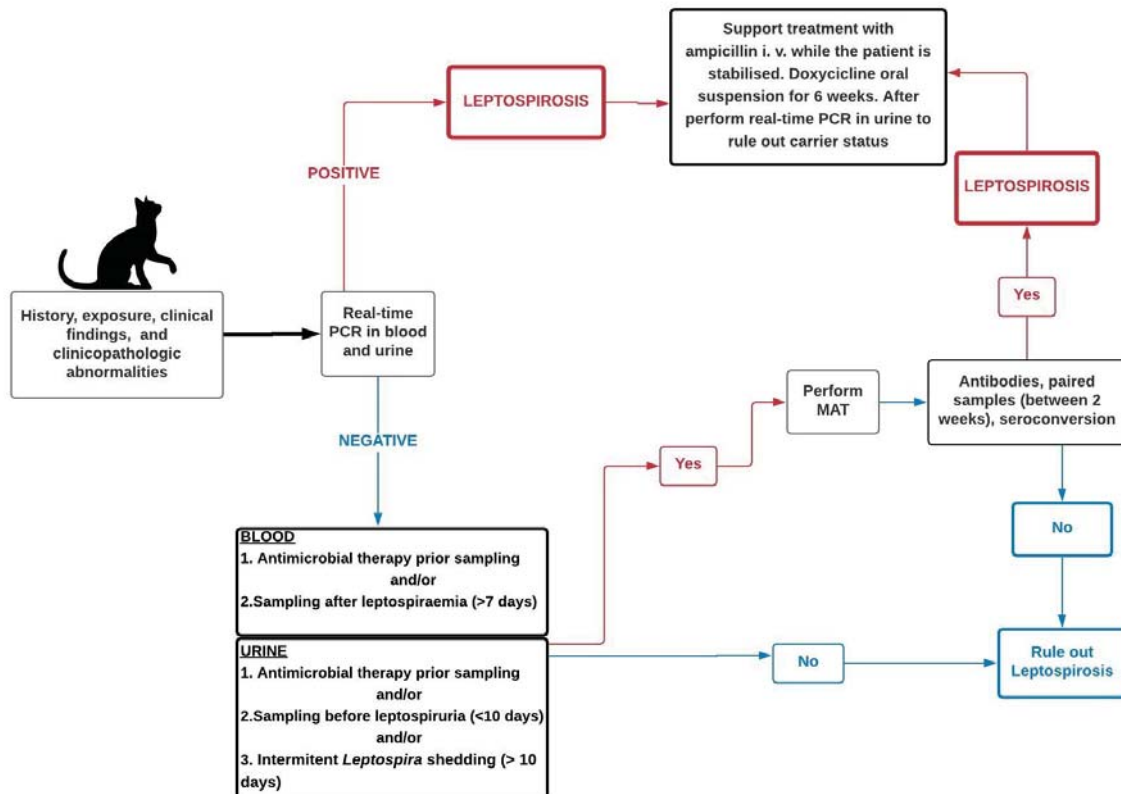 Support treatment with
ampicillin i. v. while the patient is
stabilised. Doxycicline oral
suspension for 6 weeks. After
perform real-time PCR in urine to
rule out carrier status
LEPTOSPIROSIS
POSITIVE
LEPTOSPIROSIS
Yes
History, exposure, clinical
findings, and
clinicopathologic
abnormalities
Real-time
PCR in blood
and urine
NEGATIVE
Perform
MAT
Antibodies, paired
samples (between 2
weeks), seroconversion
Yes
No
BLOOD
1. Antimicrobial therapy prior sampling
and/or
2.Sampling after leptospiraemia (>7 days)
URINE
1. Antimicrobial therapy prior sampling
and/or
2.Sampling before leptospiruria (<10 days)
and/or
3. Intermitent Leptospira shedding (> 10
days)
No
Rule out
Leptospirosis